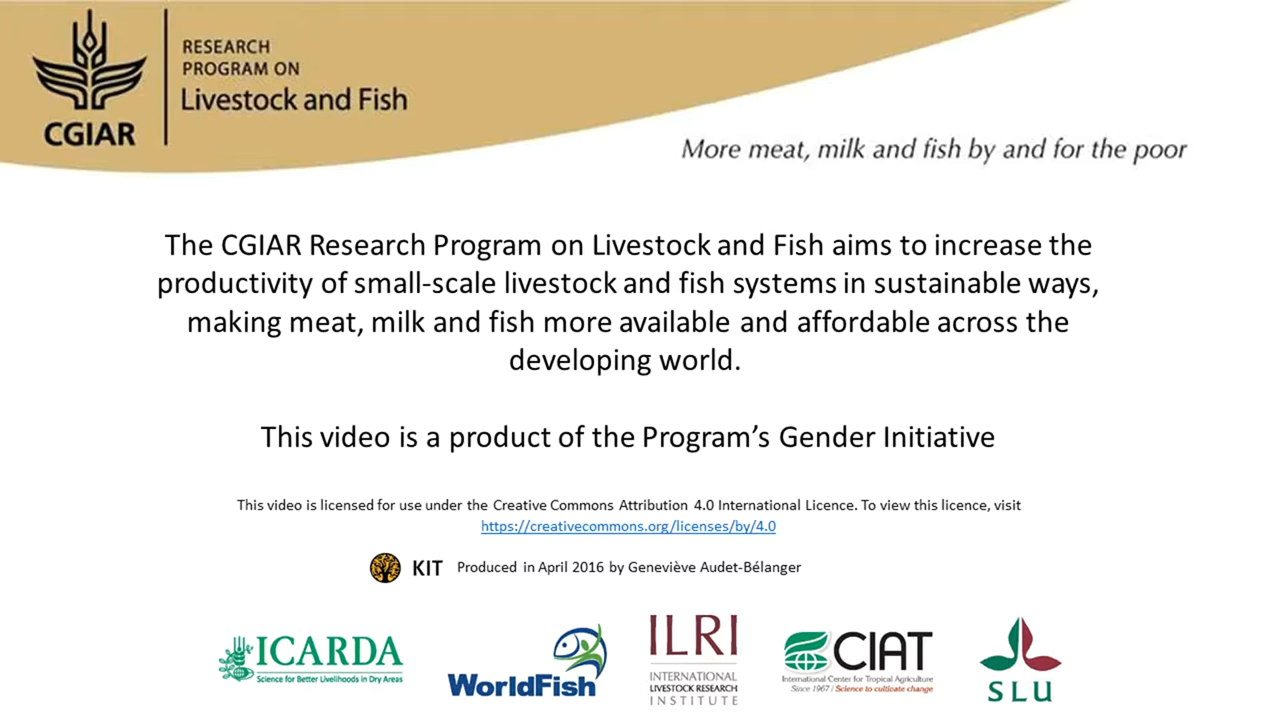 RESEARCH
PROGRAM ON
Livestock and Fish
CGIAR
More meat, milk and fish by and for the poor
The CGIAR Research Program on Livestock and Fish aims to increase the
productivity of small-scale livestock and fish systems in sustainable ways,
making meat, milk and fish more available and affordable across the
developing world.
This video is a product of the Program’s Gender Initiative
This video is licensed for use under the Creative Commons Attribution 4.0 International Licence. To view this licence, visit
https://creativecommons.org/licenses/by/4.0
KIT Produced in April 2016 by Geneviève Audet-Bélanger
ICARDA
Science for Better Livelihoods in Dry Areas
WorldFish
ILRI
INTERNATIONAL
LIVESTOCK RESEARCH
INSTITUTE
CIAT
International Center for Tropical Agriculture
Since 1967 / Science to cultivate change
SLU